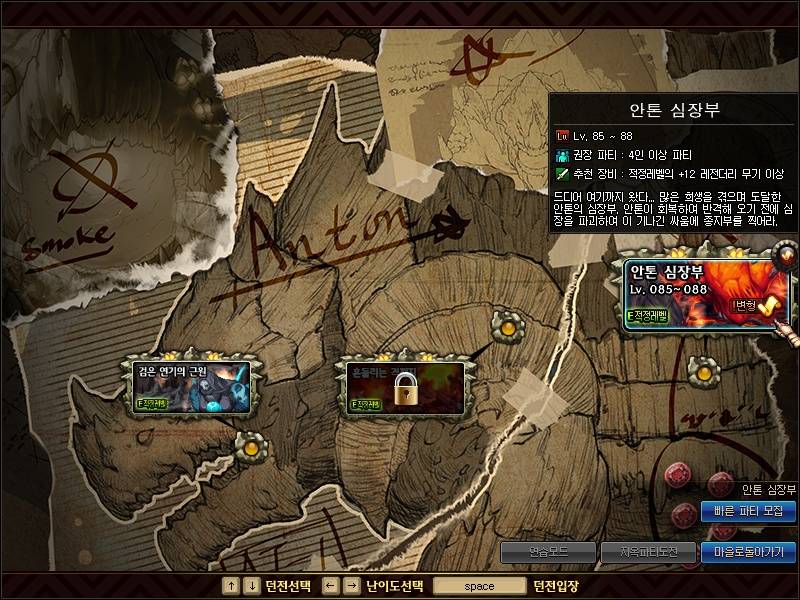 안톤 심장부
Lv. 85 ~ 88
권장 파티 : 4인 이상 파티
추천 장비 : 적정레벨의 +12 레전더리 무기 이상
드디어 여기까지 왔다... 많은 희생을 겪으며 도달한
안톤의 심장부. 안톤이 회복하여 반격해 오기 전에 심
장을 파괴하여 이 기나긴 싸움에 종지부를 찍어라.
Smoke
Anton
안톤 심장부
Lv. 085~088
변형
E 적정레벨
검은 연기의 근원
E 적정레벨
흔들리는
E 적정레벨
안톤 심장부
빠른 파티 모집
연습모드
지옥파티도전
마을로돌아가기
↑ ↓ 던전선택 ← → 난이도선택 space 던전입장